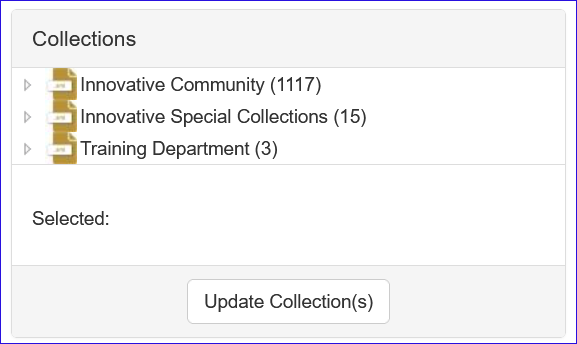 Collections
Innovative Community (1117)
Innovative Special Collections (15)
Training Department (3)
Selected:
Update Collection(s)